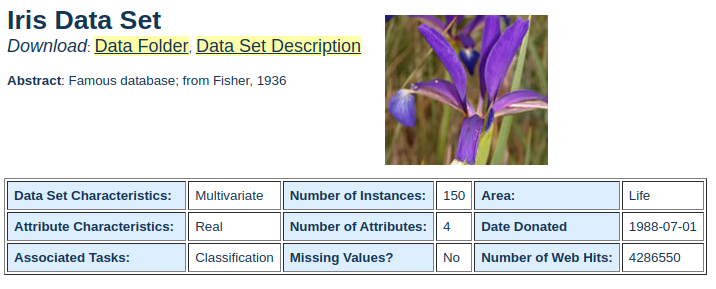 Iris Data Set
Download: Data Folder, Data Set Description
Abstract: Famous database; from Fisher, 1936
Data Set Characteristics: Multivariate Number of Instances: 150 Area: Life
Attribute Characteristics: Real Number of Attributes: 4 Date Donated 1988-07-01
Associated Tasks: Classification Missing Values? No Number of Web Hits: 4286550